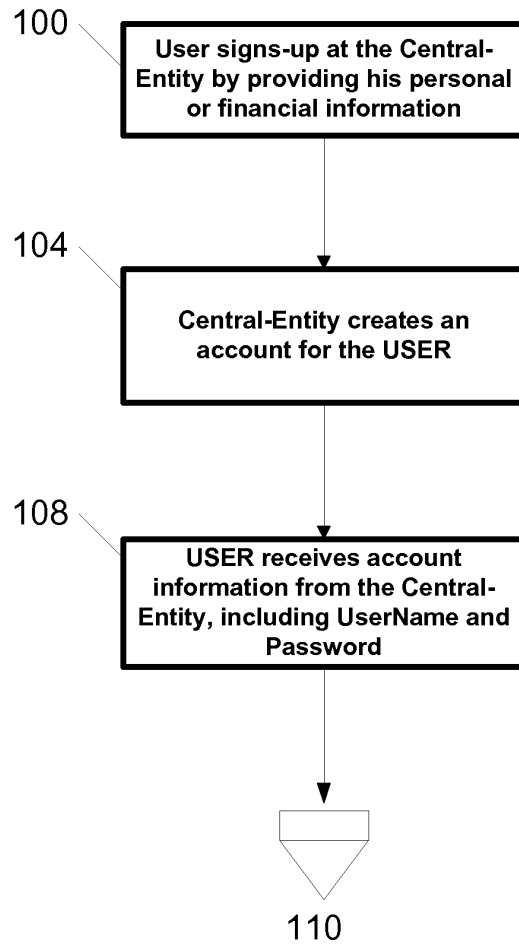 100
User signs-up at the Central-
Entity by providing his personal
or financial information
104
Central-Entity creates an
account for the USER
108
USER receives account
information from the Central-
Entity, including UserName and
Password
110